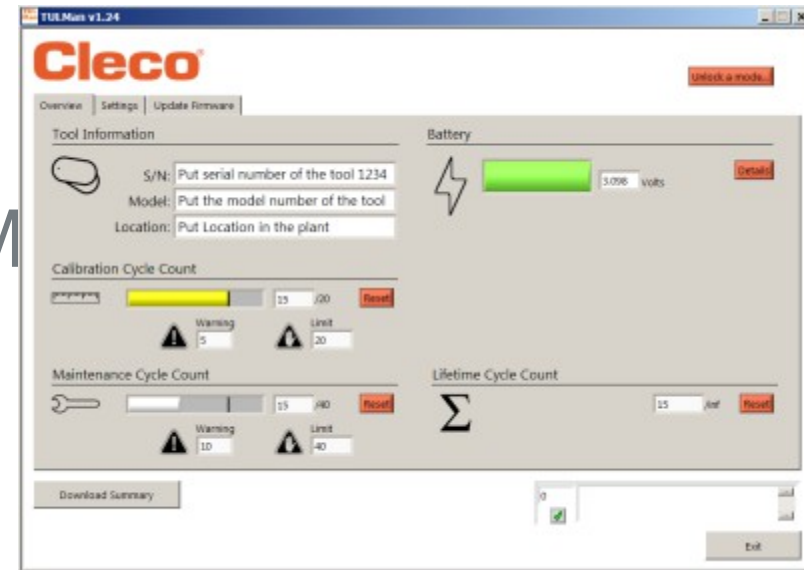 TULMan v1.24
Cleco
Unlock a mode...
Overview Settings Update Firmware
Tool Information
S/N: Put serial number of the tool 1234
Model: Put the model number of the tool
Location: Put Location in the plant
Battery
3.098 Volts
Details
Calibration Cycle Count
15 /20 Reset
Warning
5
Limit
20
Maintenance Cycle Count
15 /40 Reset
Warning
10
Limit
40
Lifetime Cycle Count
Σ
15 /inf Reset
Download Summary
0
Exit
M